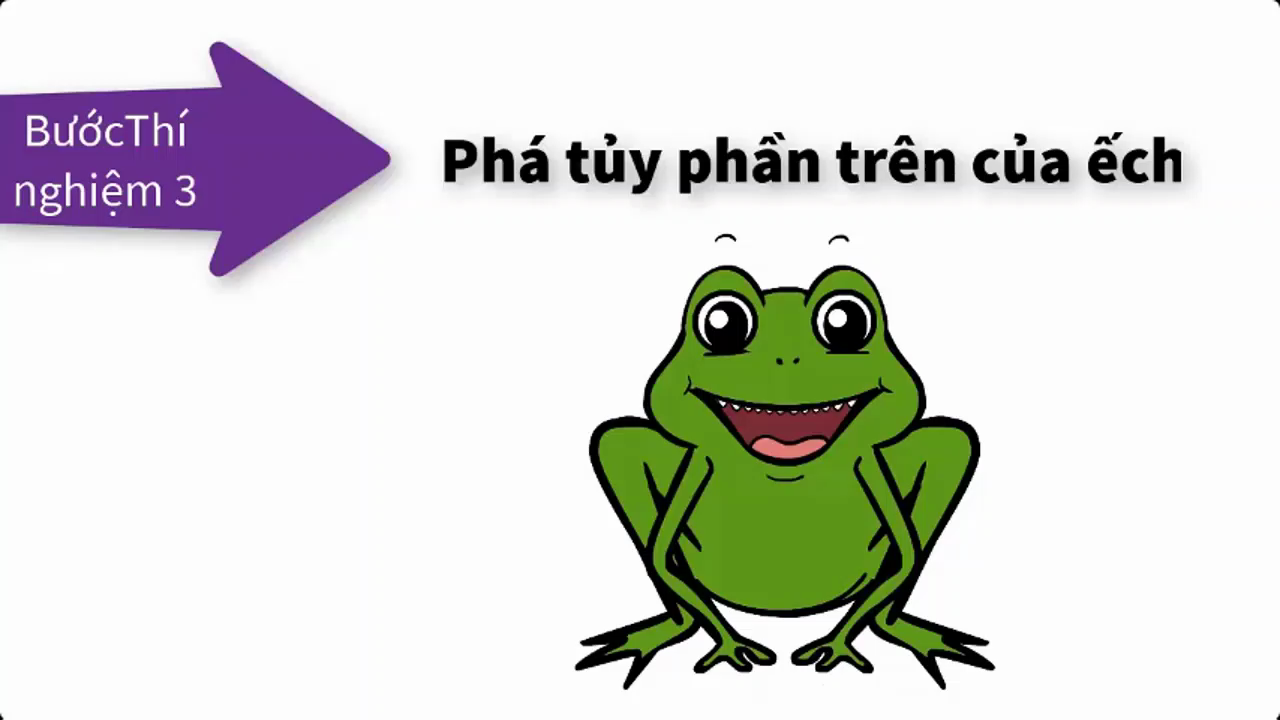 BướcThí
nghiệm 3
Phá tủy phần trên của ếch